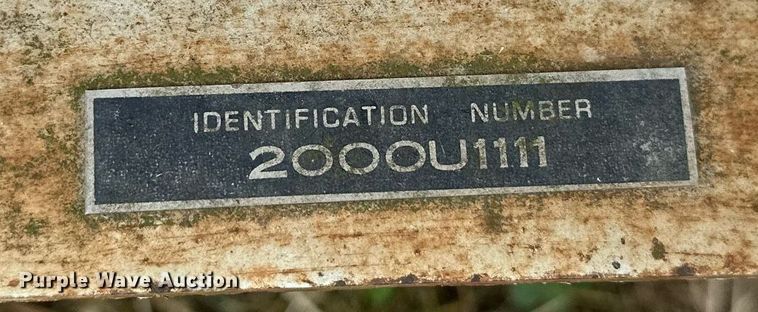 IDENTIFICATION NUMBER
2000U1111
Purple Wave Auction